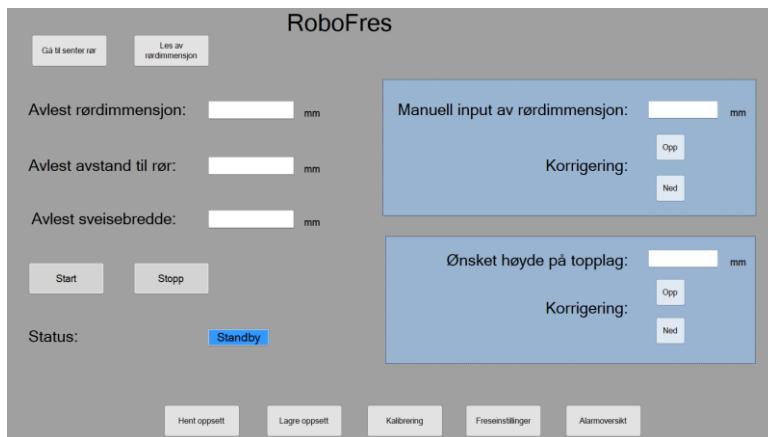 RoboFres
Gå til senter rør
Les av
rørdimmensjon
Avlest rørdimmensjon: mm
Avlest avstand til rør: mm
Avlest sveisebredde: mm
Start
Stopp
Status: Standby
Manuell input av rørdimmensjon: mm
Korrigering:
Opp
Ned
Ønsket høyde på topplag: mm
Korrigering:
Opp
Ned
Hent oppsett
Lagre oppsett
Kalibrering
Freseinstillinger
Alarmoversikt